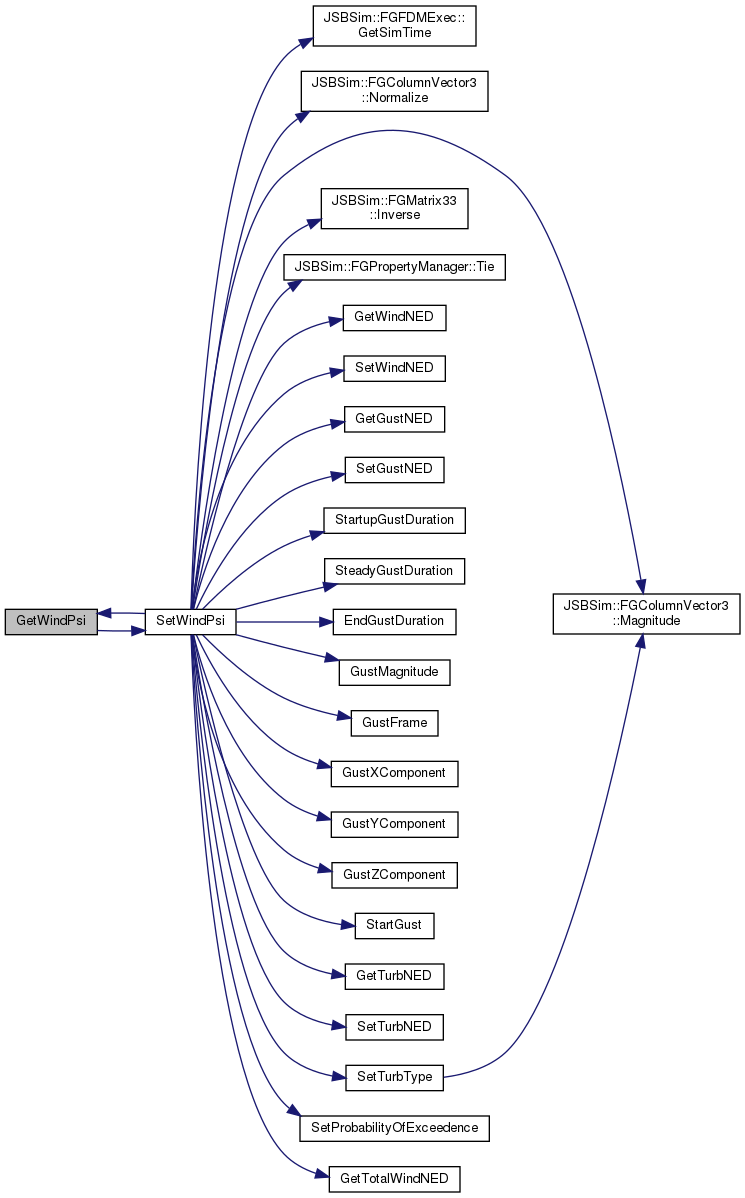 JSBSim::FGFDMExec::
GetSimTime
JSBSim::FGColumnVector3
::Normalize
JSBSim::FGMatrix33
::Inverse
JSBSim::FGPropertyManager::Tie
GetWindNED
SetWindNED
GetGustNED
SetGustNED
StartupGustDuration
SteadyGustDuration
GetWindPsi
SetWindPsi
EndGustDuration
JSBSim::FGColumnVector3
::Magnitude
GustMagnitude
GustFrame
GustXComponent
GustYComponent
GustZComponent
StartGust
GetTurbNED
SetTurbNED
SetTurbType
SetProbabilityOfExceedence
GetTotalWindNED